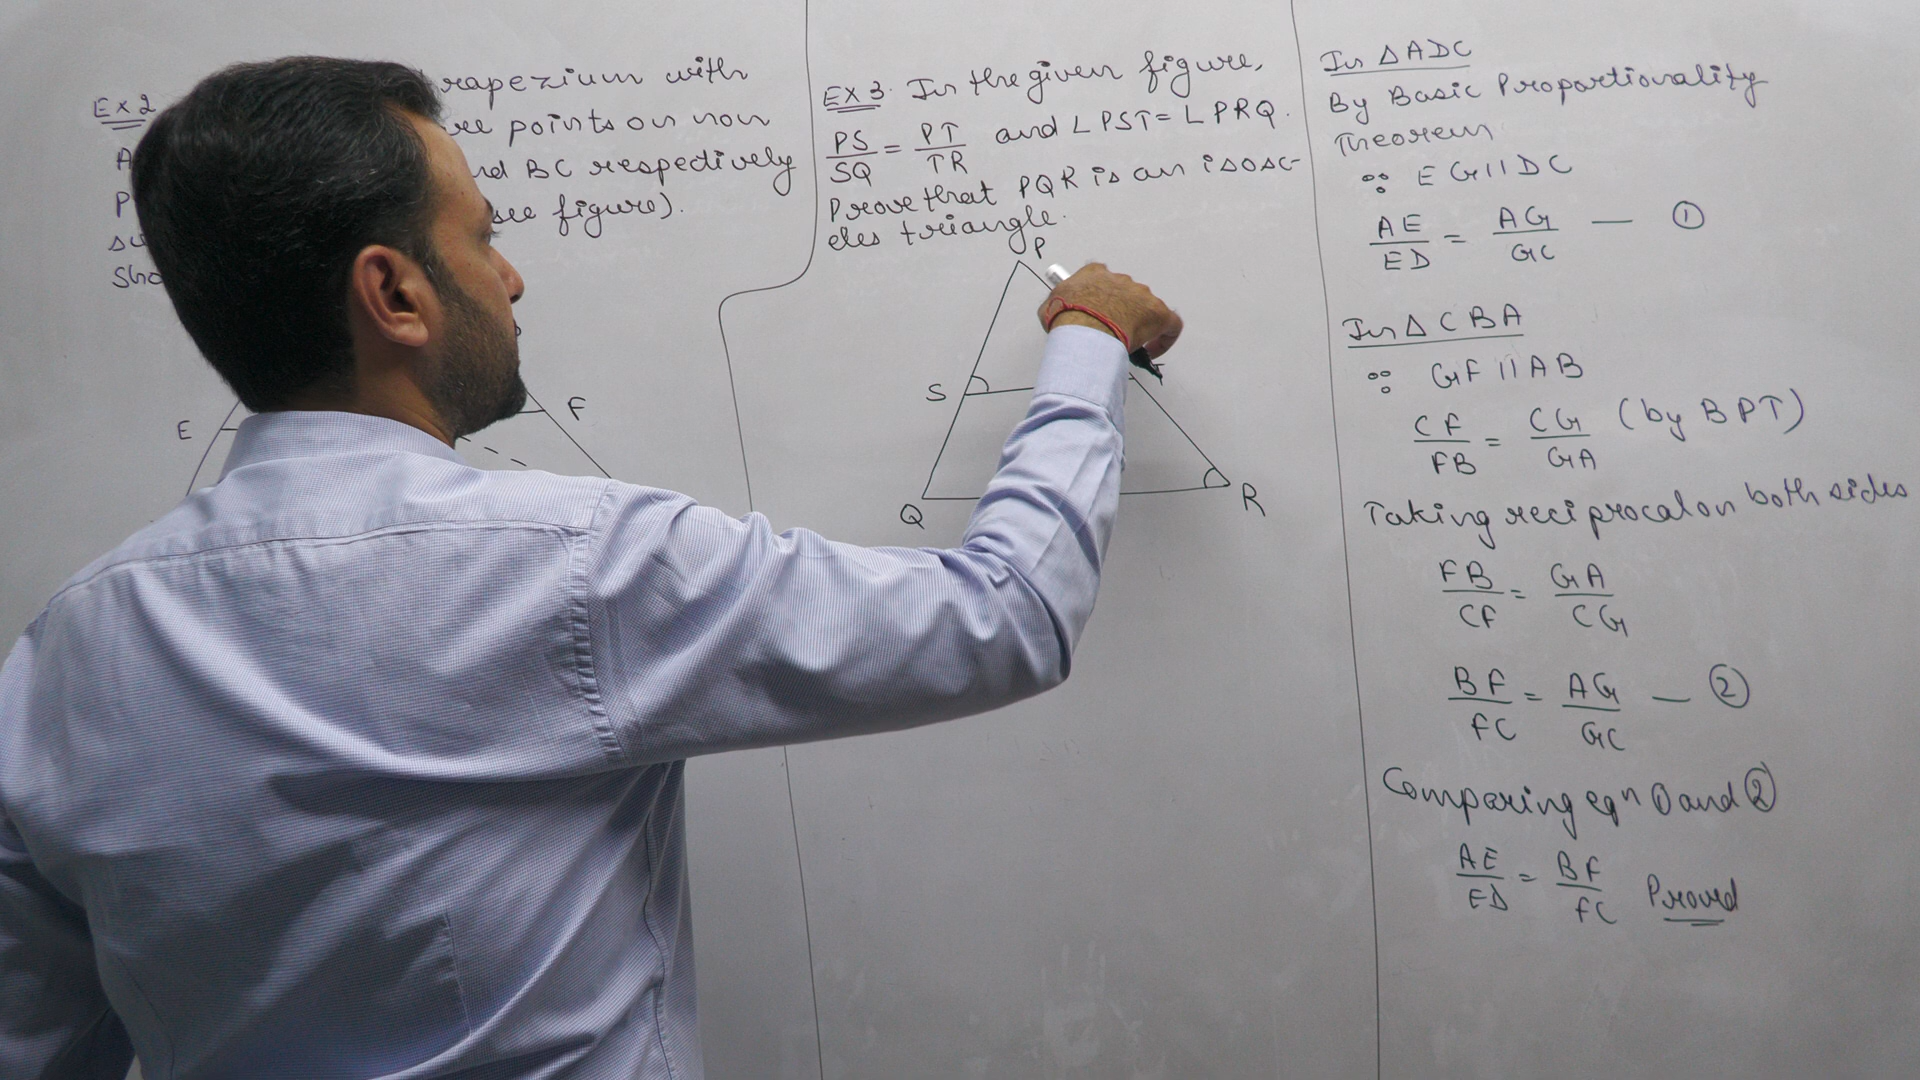 Ex 2
rapezium with
points on non
A
BC respectively
P
see figure).
su
E
F
EX 3. In the given figure,
PS/SQ = PT/TR and ∠PST = ∠PRQ.
Prove that PQR is an isosc-
eles triangle.
P
S
Q
R
In △ADC
By Basic Proportionality
Theorem
∵ EG || DC
AE/ED = AG/GC — ①
In △CBA
∵ GF || AB
CF/FB = CG/GA (by BPT)
Taking reciprocal on both sides
FB/CF = GA/CG
BF/FC = AG/GC — ②
Comparing eqⁿ ① and ②
AE/ED = BF/FC Proved